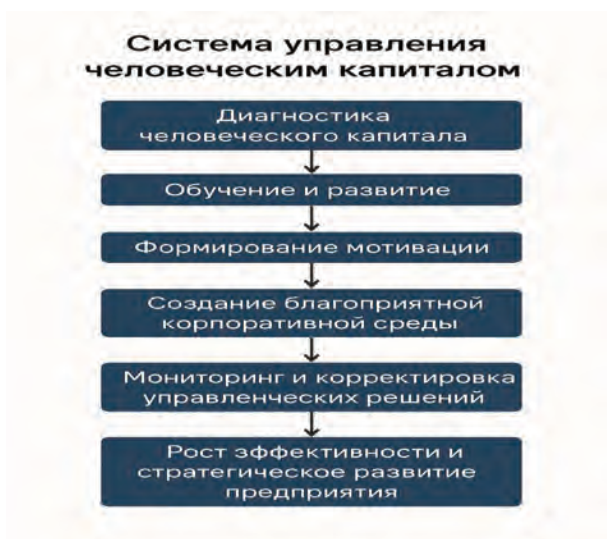 Система управления
человеческим капиталом
Диагностика
человеческого капитала
Обучение и развитие
Формирование мотивации
Создание благоприятной
корпоративной среды
Мониторинг и корректировка
управленческих решений
Рост эффективности и
стратегическое развитие
предприятия